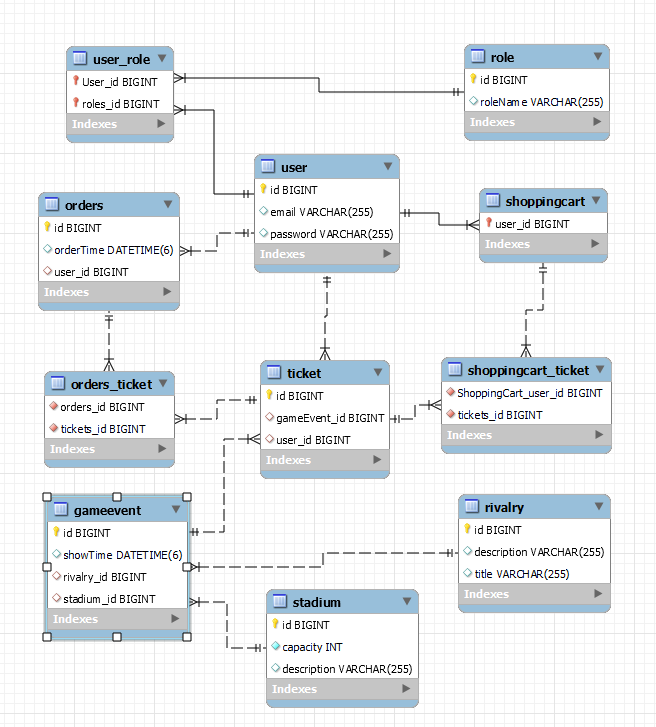 user_role
User_id BIGINT
roles_id BIGINT
Indexes
role
id BIGINT
roleName VARCHAR(255)
Indexes
user
id BIGINT
email VARCHAR(255)
password VARCHAR(255)
Indexes
orders
id BIGINT
orderTime DATETIME(6)
user_id BIGINT
Indexes
shoppingcart
user_id BIGINT
Indexes
orders_ticket
orders_id BIGINT
tickets_id BIGINT
Indexes
ticket
id BIGINT
gameEvent_id BIGINT
user_id BIGINT
Indexes
shoppingcart_ticket
ShoppingCart_user_id BIGINT
tickets_id BIGINT
Indexes
gameevent
id BIGINT
showTime DATETIME(6)
rivalry_id BIGINT
stadium_id BIGINT
Indexes
rivalry
id BIGINT
description VARCHAR(255)
title VARCHAR(255)
Indexes
stadium
id BIGINT
capacity INT
description VARCHAR(255)
Indexes